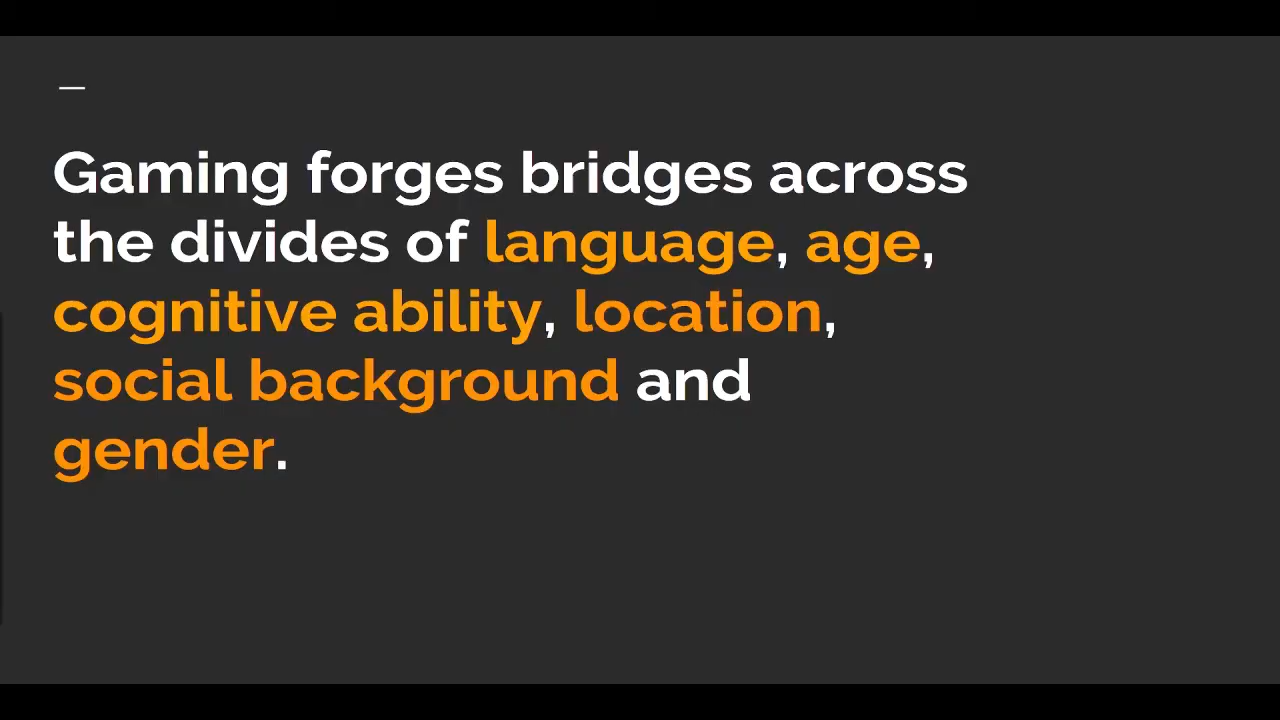 Gaming forges bridges across
the divides of language, age,
cognitive ability, location,
social background and
gender.